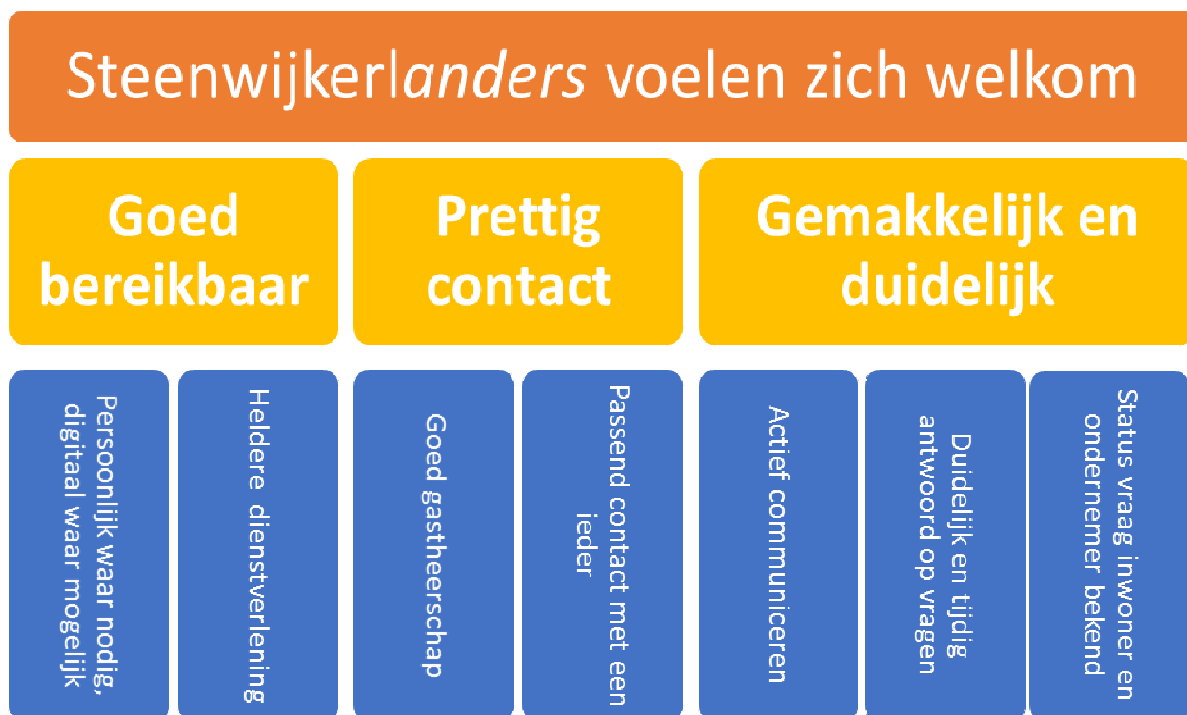 Steenwijkerlanders voelen zich welkom
Goed
bereikbaar
Prettig
contact
Gemakkelijk en
duidelijk
Persoonlijk waar nodig,
digitaal waar mogelijk
Heldere dienstverlening
Goed gastheerschap
Passend contact met een
ieder
Actief communiceren
Duidelijk en tijdig
antwoord op vragen
Status vraag inwoner en
ondernemer bekend